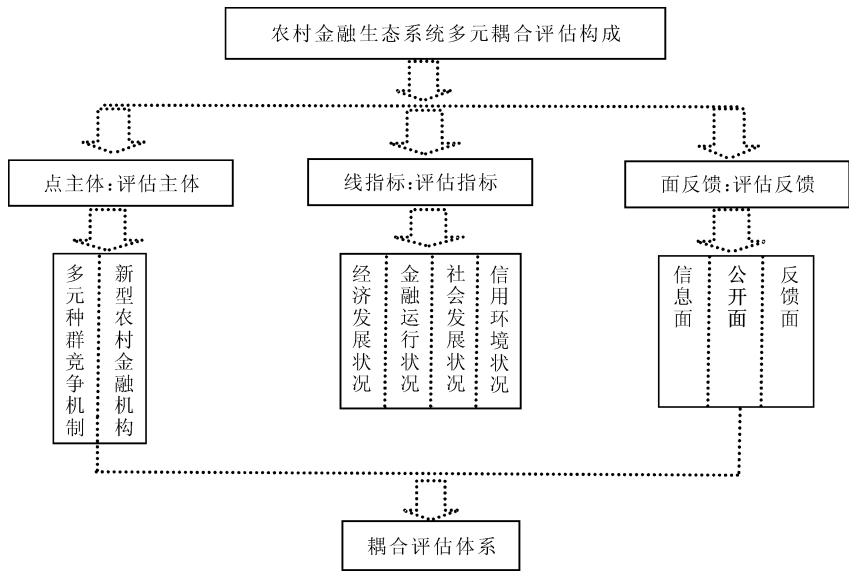 农村金融生态系统多元耦合评估构成
点主体:评估主体
线指标:评估指标
面反馈:评估反馈
多元种群竞争机制
新型农村金融机构
经济发展状况
金融运行状况
社会发展状况
信用环境状况
信息面
公开面
反馈面
耦合评估体系